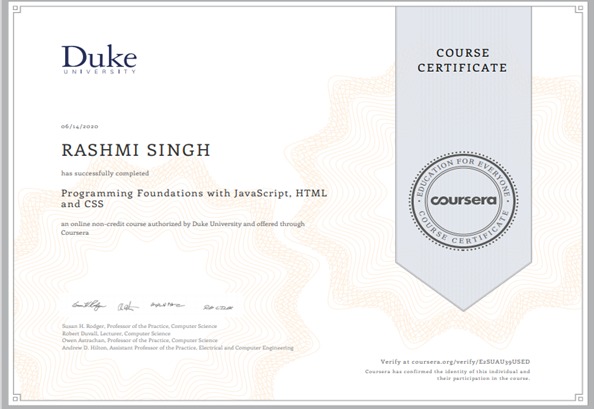 Duke
UNIVERSITY
COURSE
CERTIFICATE
06/14/2020
RASHMI SINGH
has successfully completed
Programming Foundations with JavaScript, HTML
and CSS
an online non-credit course authorized by Duke University and offered through
Coursera
EDUCATION FOR EVERYONE
coursera
COURSE CERTIFICATE
Susan H. Rodger, Professor of the Practice, Computer Science
Robert Duvall, Lecturer, Computer Science
Owen Astrachan, Professor of the Practice, Computer Science
Andrew D. Hilton, Assistant Professor of the Practice, Electrical and Computer Engineering
Verify at coursera.org/verify/E2SUAU39USED
Coursera has confirmed the identity of this individual and
their participation in the course.